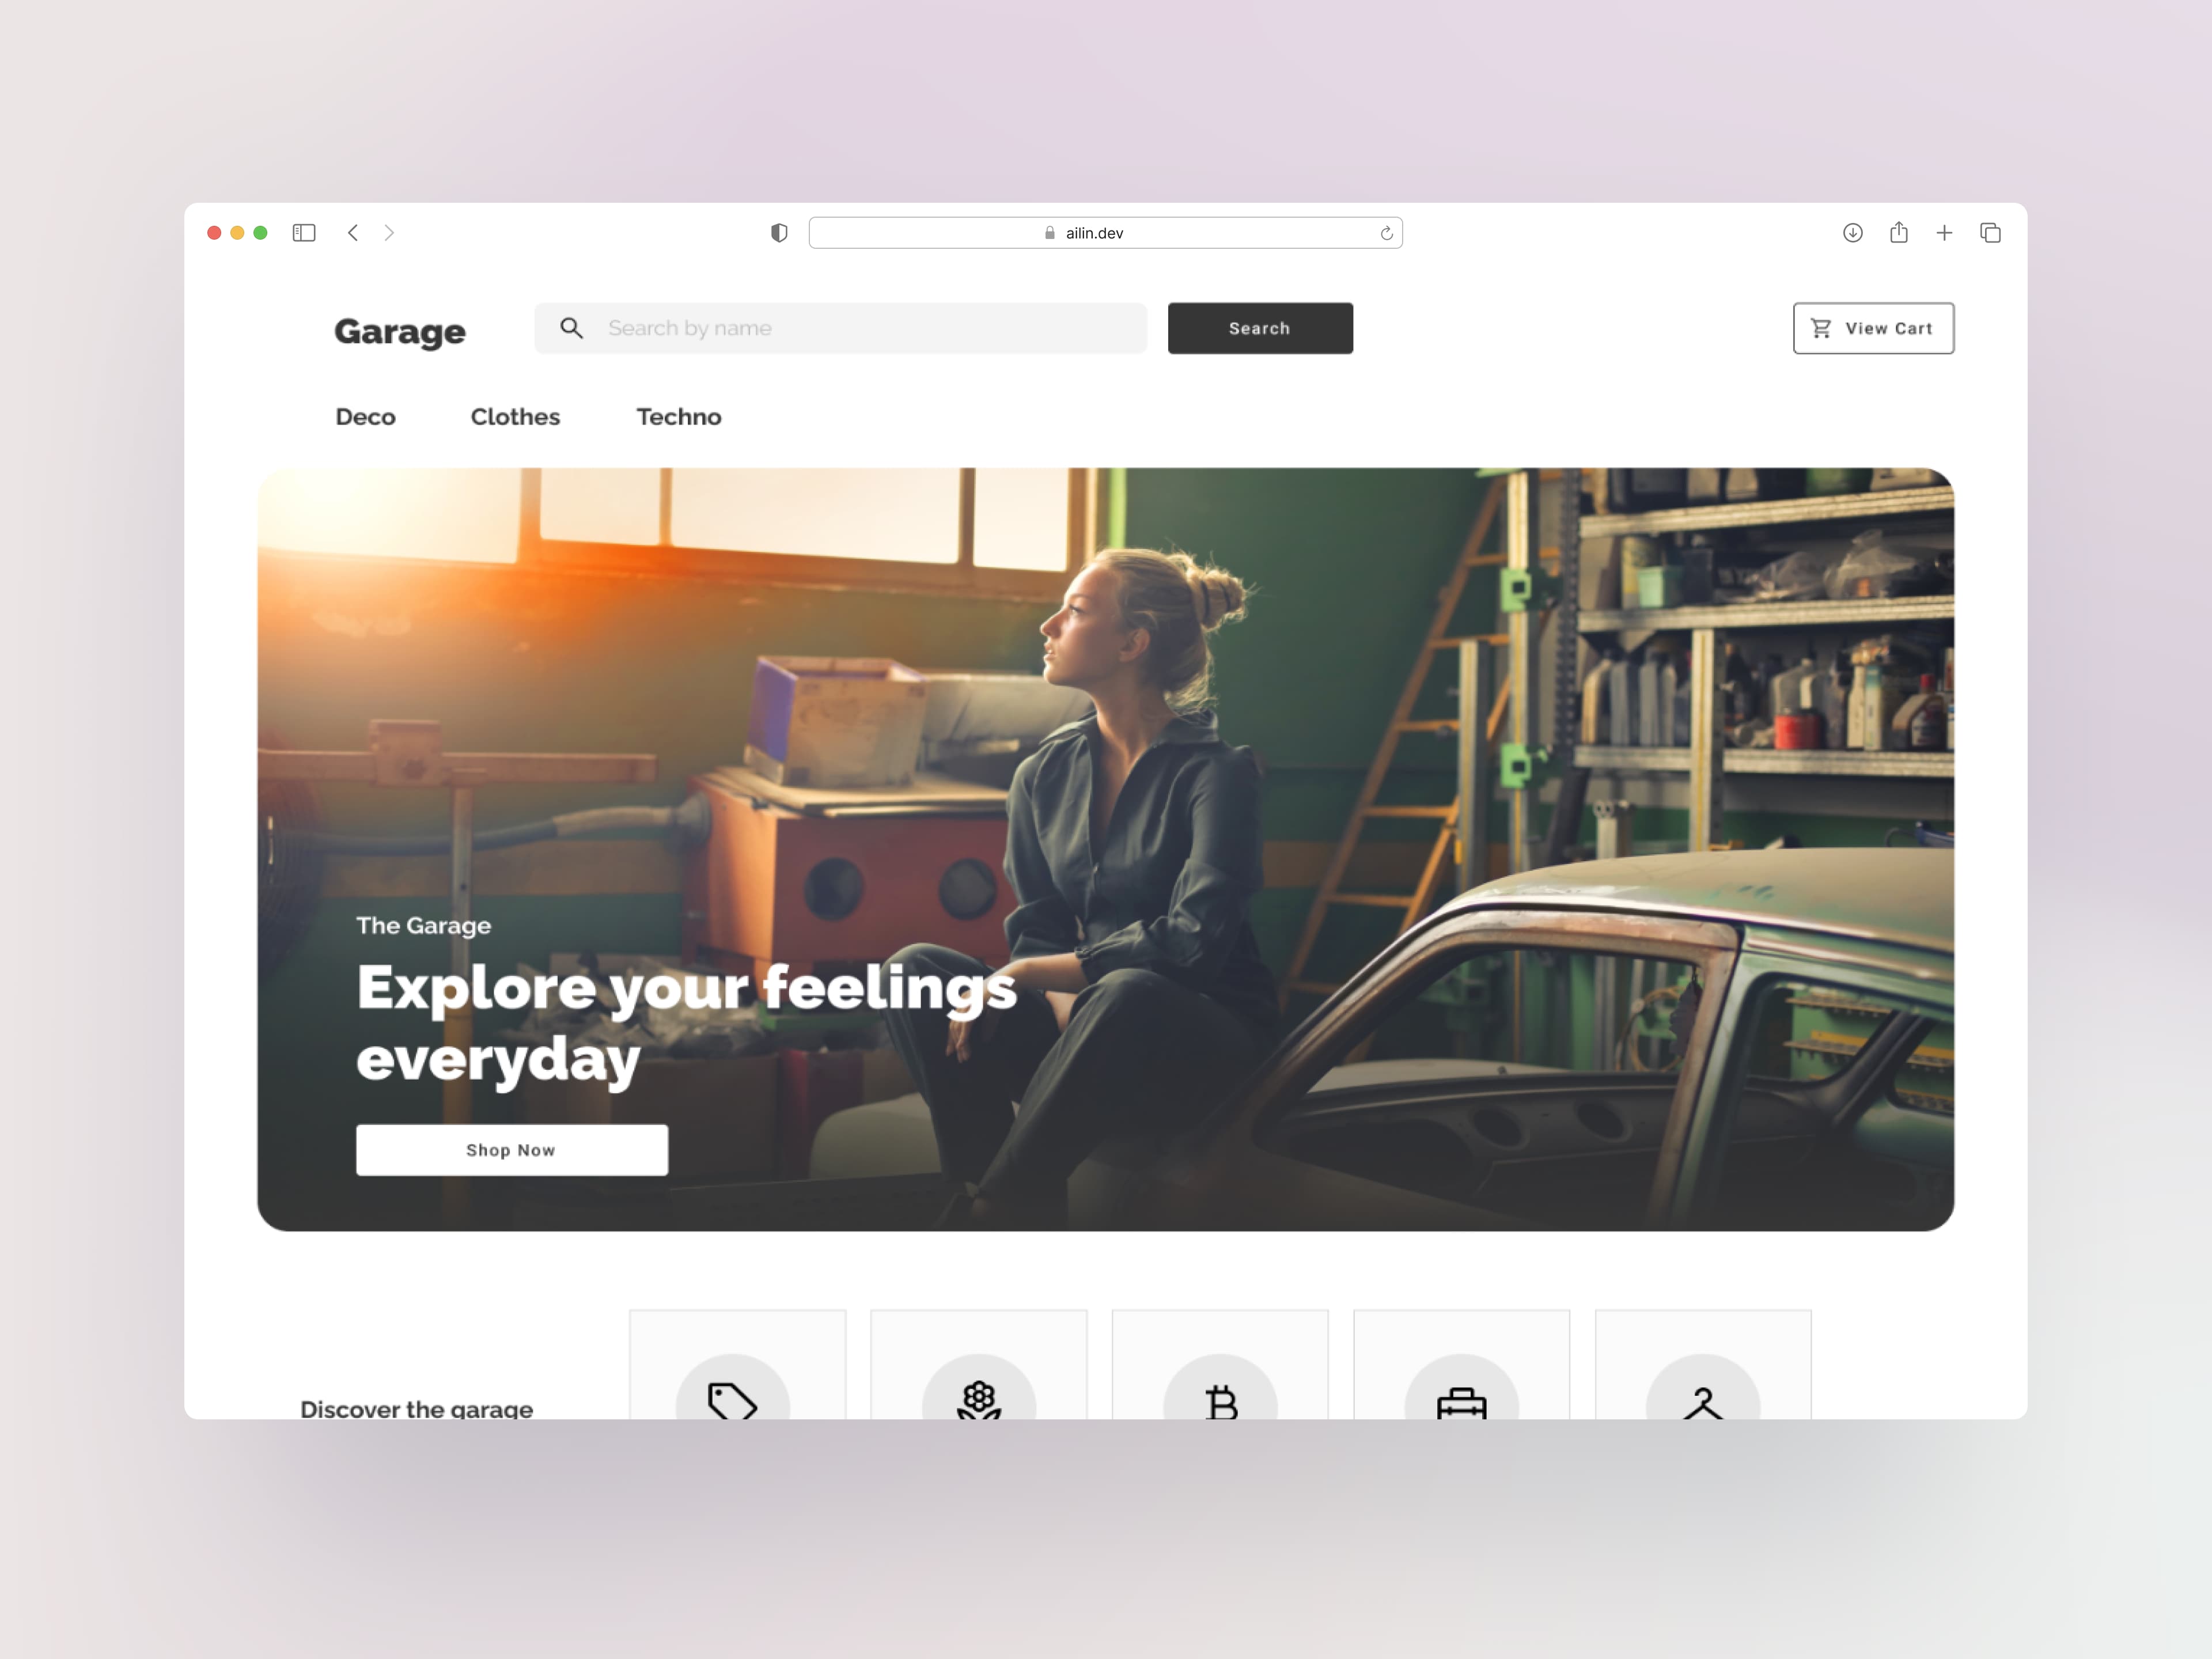 ailin.dev
Garage
Search by name
Search
View Cart
Deco
Clothes
Techno
The Garage
Explore your feelings
everyday
Shop Now
Discover the garage